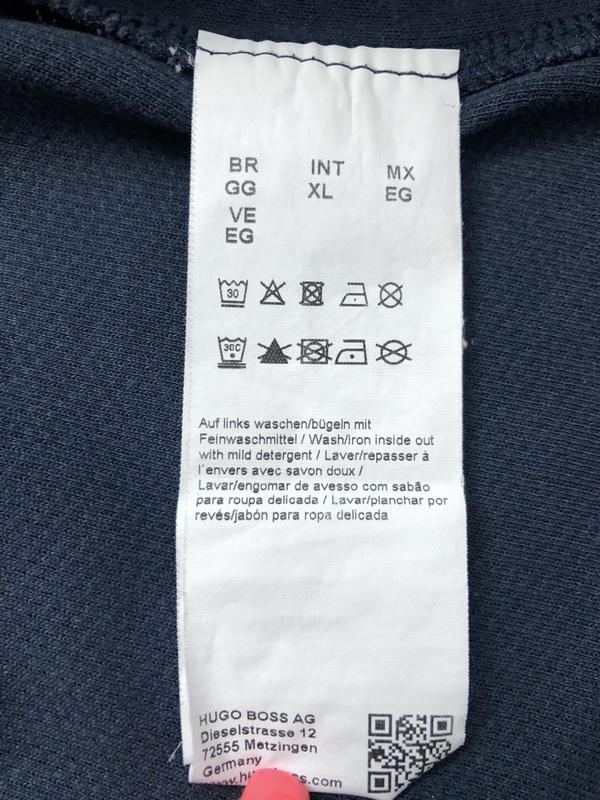 BR INT MX
GG XL EG
VE
EG
30
30C
Auf links waschen/bügeln mit
Feinwaschmittel / Wash/iron inside out
with mild detergent / Laver/repasser à
l´envers avec savon doux /
Lavar/engomar de avesso com sabão
para roupa delicada / Lavar/planchar por
revés/jabón para ropa delicada
HUGO BOSS AG
Dieselstrasse 12
72555 Metzingen
Germany